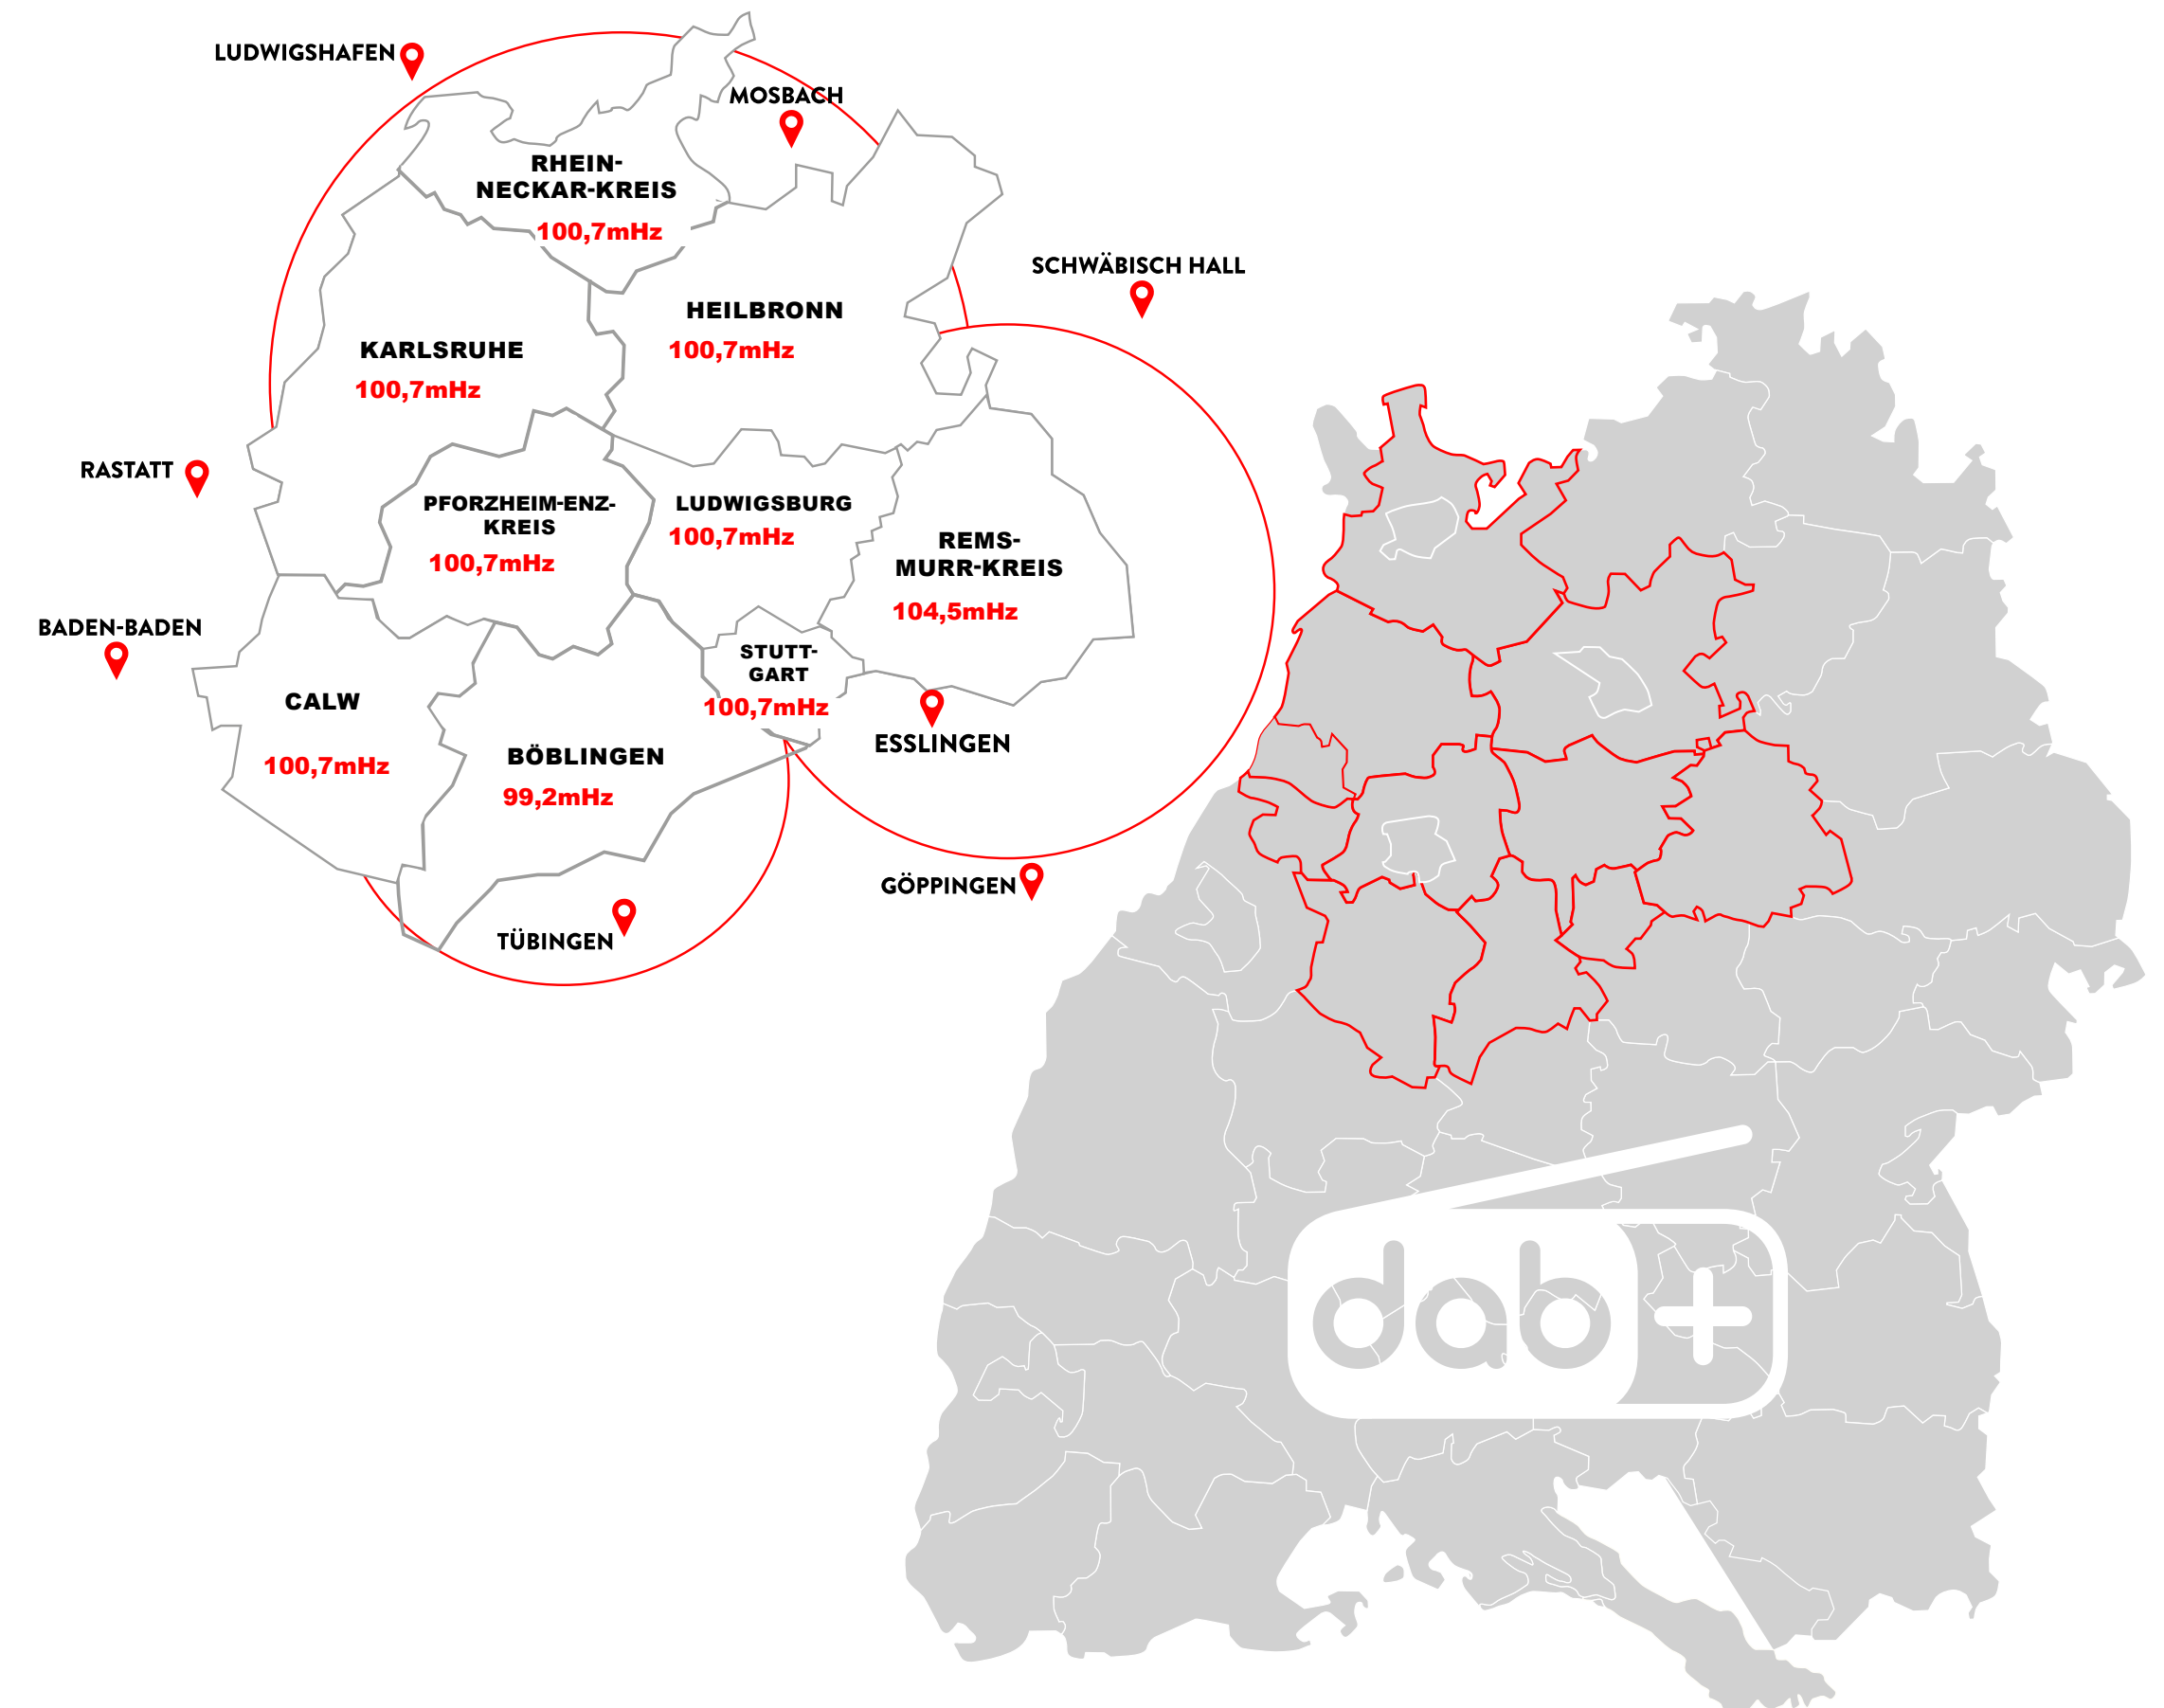 LUDWIGSHAFEN
MOSBACH
RHEIN-
NECKAR-KREIS
100,7mHz
SCHWÄBISCH HALL
HEILBRONN
100,7mHz
KARLSRUHE
100,7mHz
RASTATT
PFORZHEIM-ENZ-
KREIS
100,7mHz
LUDWIGSBURG
100,7mHz
REMS-
MURR-KREIS
104,5mHz
BADEN-BADEN
STUTT-
GART
100,7mHz
CALW
100,7mHz
BÖBLINGEN
99,2mHz
ESSLINGEN
GÖPPINGEN
TÜBINGEN
dab+